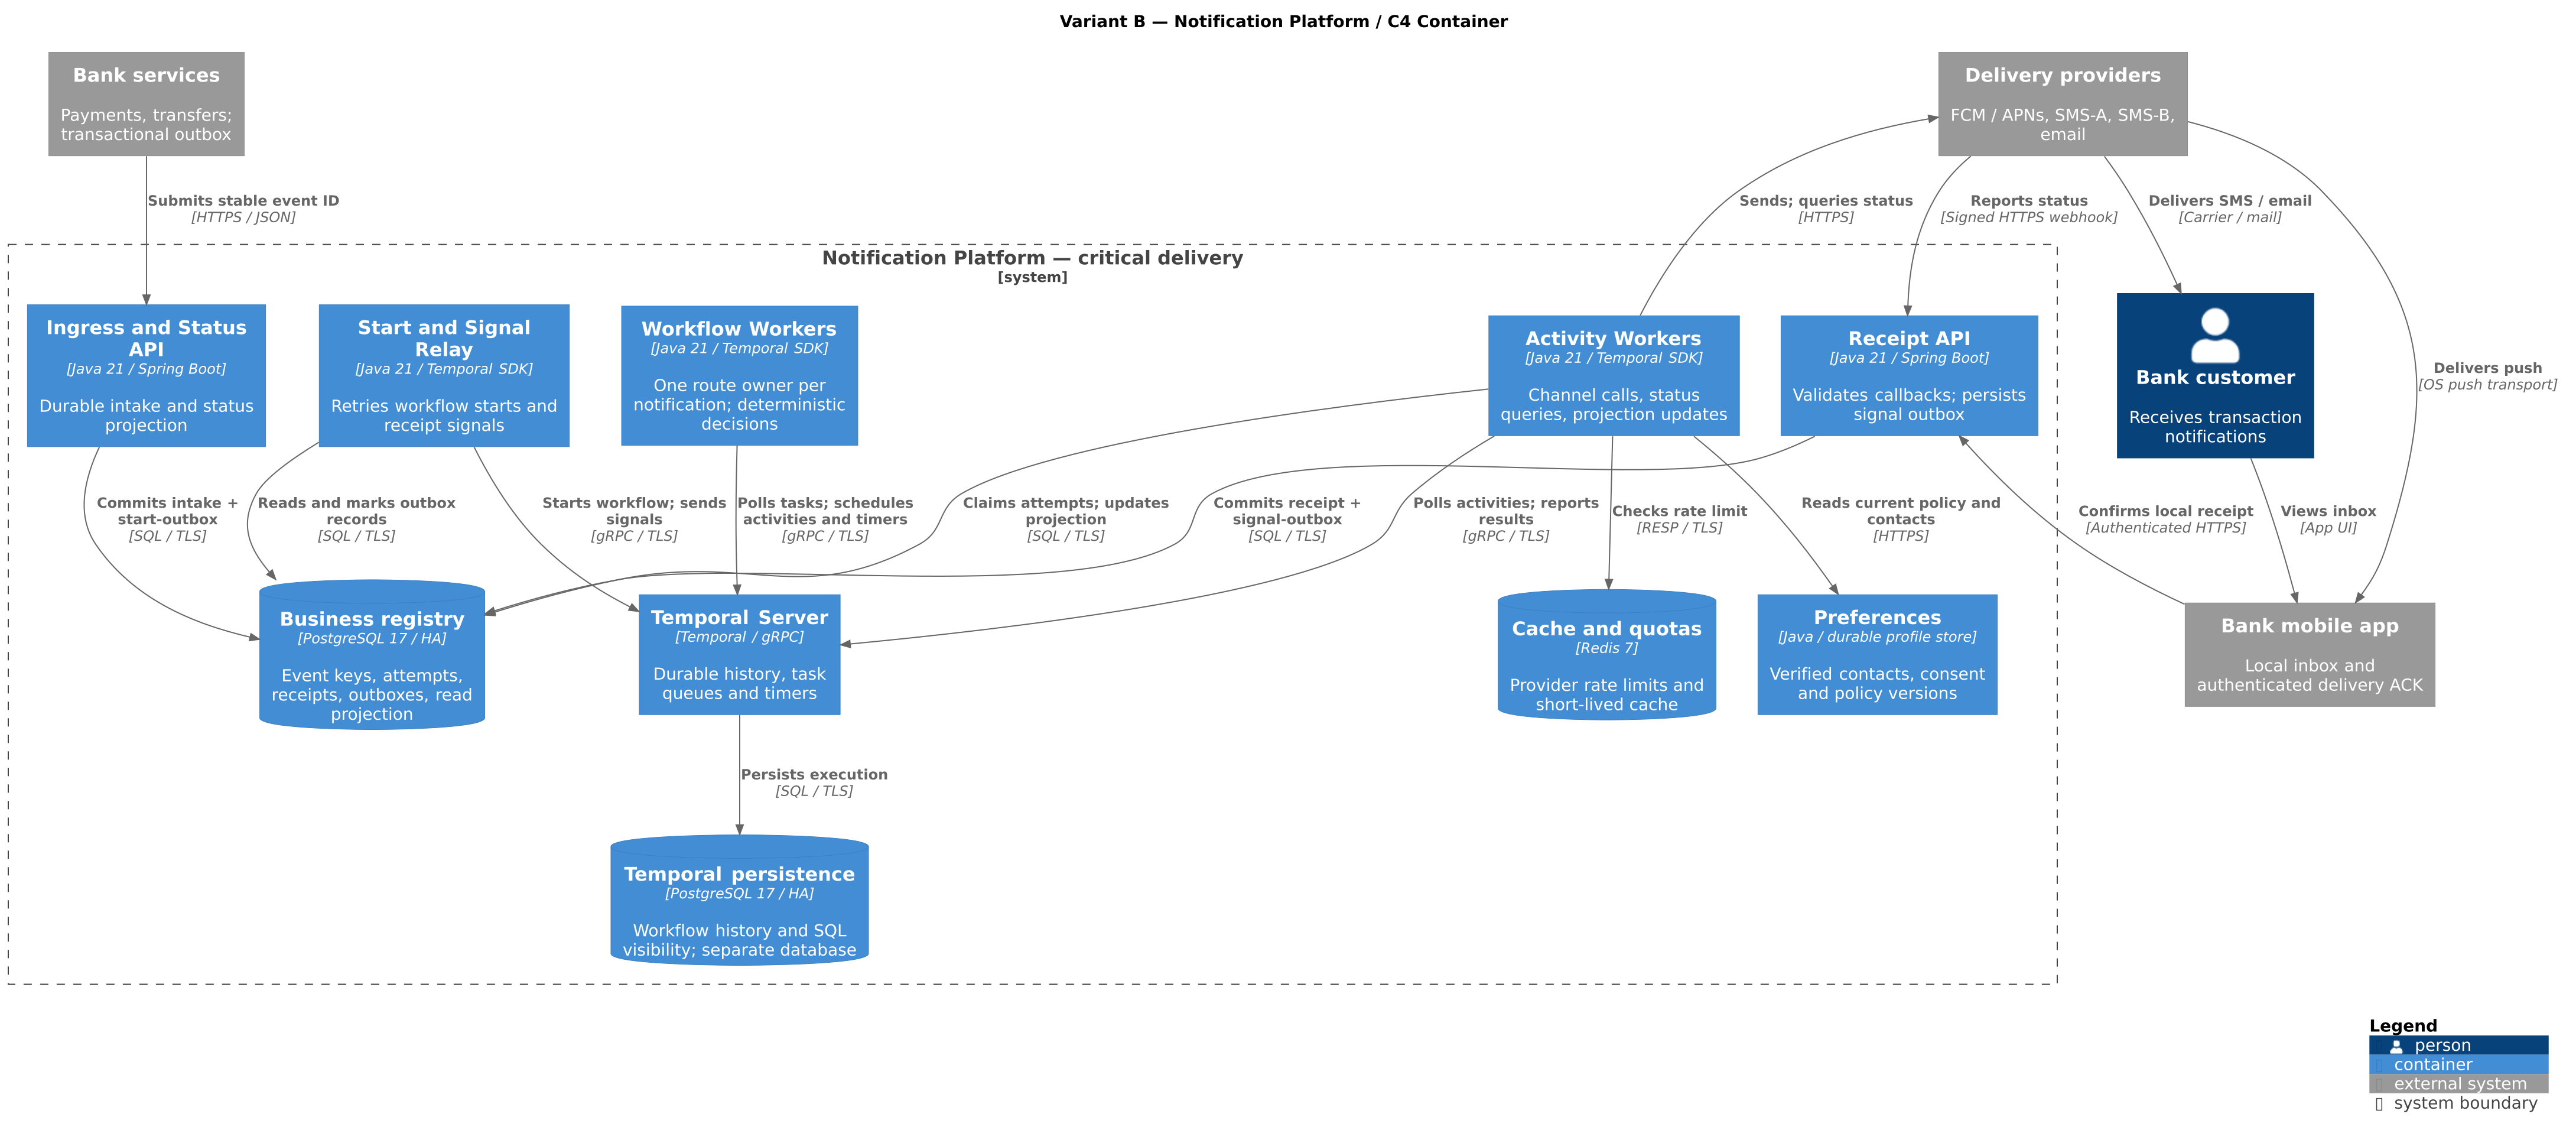 Variant B — Notification Platform / C4 Container
Bank services
Payments, transfers;
transactional outbox
Delivery providers
FCM / APNs, SMS-A, SMS-B,
email
Submits stable event ID
[HTTPS / JSON]
Sends; queries status
[HTTPS]
Reports status
[Signed HTTPS webhook]
Delivers SMS / email
[Carrier / mail]
Delivers push
[OS push transport]
Notification Platform — critical delivery
[system]
Ingress and Status
API
[Java 21 / Spring Boot]
Durable intake and status
projection
Start and Signal
Relay
[Java 21 / Temporal SDK]
Retries workflow starts and
receipt signals
Workflow Workers
[Java 21 / Temporal SDK]
One route owner per
notification; deterministic
decisions
Activity Workers
[Java 21 / Temporal SDK]
Channel calls, status
queries, projection updates
Receipt API
[Java 21 / Spring Boot]
Validates callbacks; persists
signal outbox
Bank customer
Receives transaction
notifications
Commits intake +
start-outbox
[SQL / TLS]
Reads and marks outbox
records
[SQL / TLS]
Starts workflow; sends
signals
[gRPC / TLS]
Polls tasks; schedules
activities and timers
[gRPC / TLS]
Claims attempts; updates
projection
[SQL / TLS]
Commits receipt +
signal-outbox
[SQL / TLS]
Polls activities; reports
results
[gRPC / TLS]
Checks rate limit
[RESP / TLS]
Reads current policy and
contacts
[HTTPS]
Confirms local receipt
[Authenticated HTTPS]
Views inbox
[App UI]
Business registry
[PostgreSQL 17 / HA]
Event keys, attempts,
receipts, outboxes, read
projection
Temporal Server
[Temporal / gRPC]
Durable history, task
queues and timers
Cache and quotas
[Redis 7]
Provider rate limits and
short-lived cache
Preferences
[Java / durable profile store]
Verified contacts, consent
and policy versions
Bank mobile app
Local inbox and
authenticated delivery ACK
Persists execution
[SQL / TLS]
Temporal persistence
[PostgreSQL 17 / HA]
Workflow history and SQL
visibility; separate database
Legend
person
container
external system
system boundary